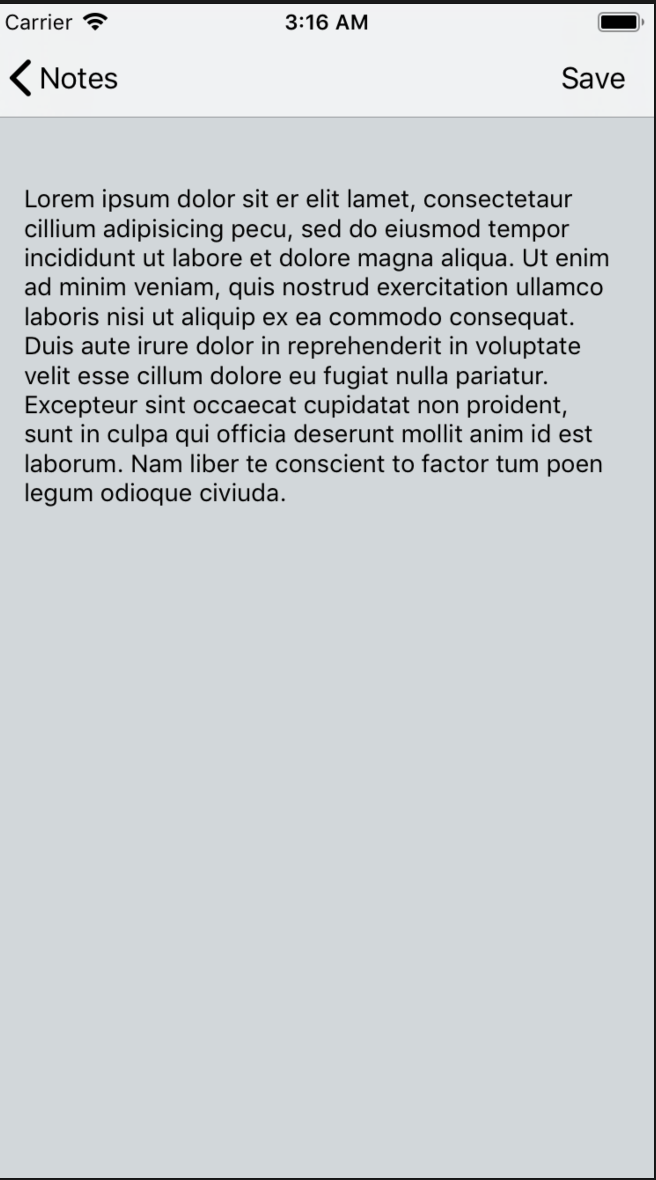 Carrier 3:16 AM
Notes Save
Lorem ipsum dolor sit er elit lamet, consectetaur
cillium adipisicing pecu, sed do eiusmod tempor
incididunt ut labore et dolore magna aliqua. Ut enim
ad minim veniam, quis nostrud exercitation ullamco
laboris nisi ut aliquip ex ea commodo consequat.
Duis aute irure dolor in reprehenderit in voluptate
velit esse cillum dolore eu fugiat nulla pariatur.
Excepteur sint occaecat cupidatat non proident,
sunt in culpa qui officia deserunt mollit anim id est
laborum. Nam liber te conscient to factor tum poen
legum odioque civiuda.